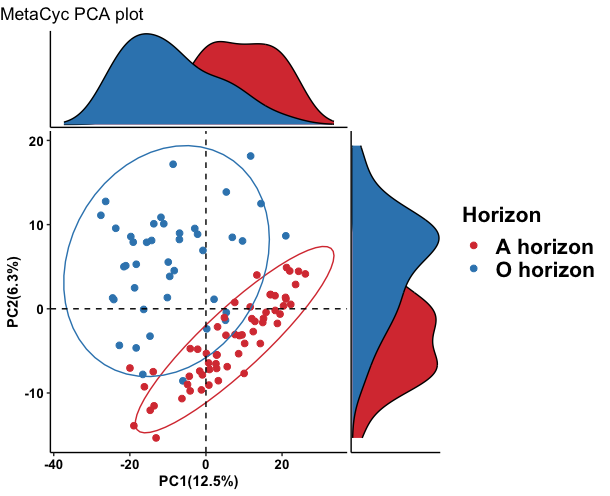 MetaCyc PCA plot
20
10
0
-10
PC2(6.3%)
-40
-20
0
20
PC1(12.5%)
Horizon
A horizon
O horizon